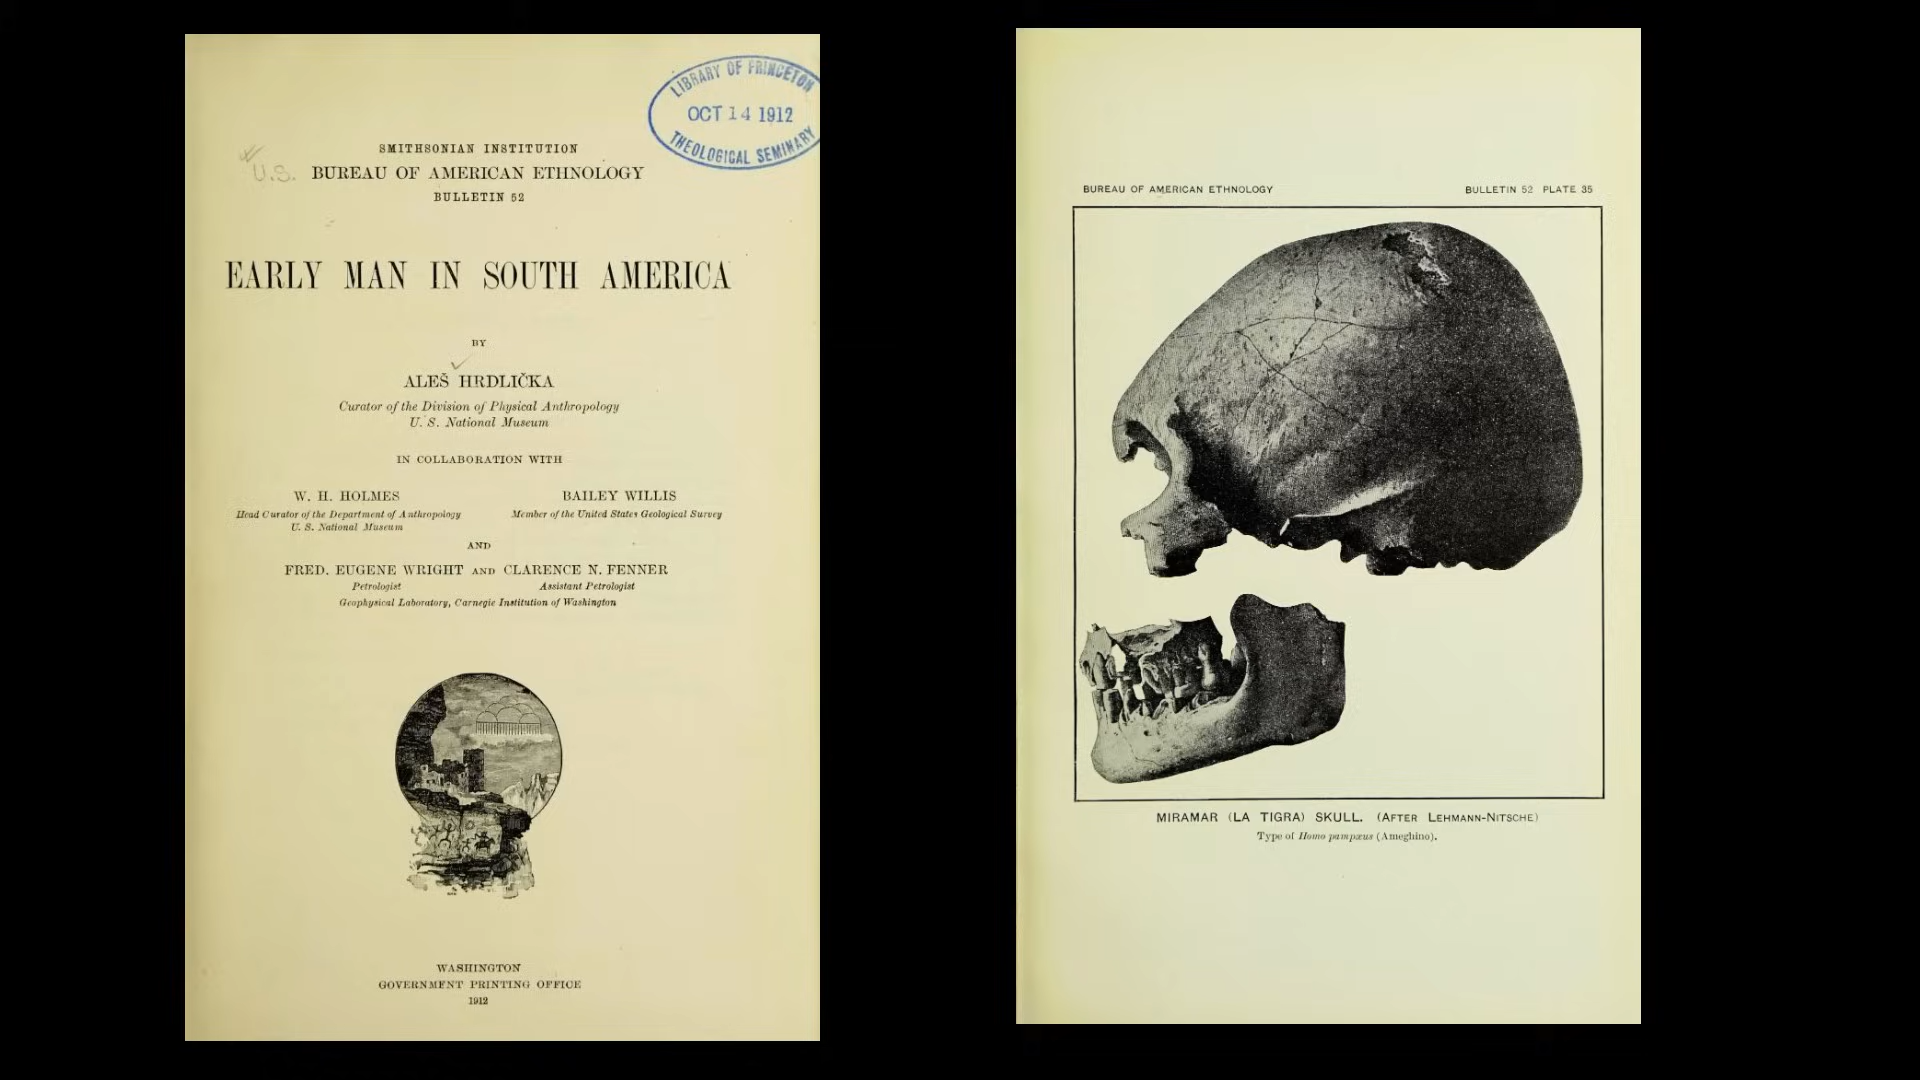 LIBRARY OF PRINCETON
OCT 14 1912
THEOLOGICAL SEMINARY
U.S.
SMITHSONIAN INSTITUTION
BUREAU OF AMERICAN ETHNOLOGY
BULLETIN 52
EARLY MAN IN SOUTH AMERICA
BY
ALEŠ HRDLIČKA
Curator of the Division of Physical Anthropology
U. S. National Museum
IN COLLABORATION WITH
W. H. HOLMES
Head Curator of the Department of Anthropology
U. S. National Museum
BAILEY WILLIS
Member of the United States Geological Survey
AND
FRED. EUGENE WRIGHT AND CLARENCE N. FENNER
Petrologist Assistant Petrologist
Geophysical Laboratory, Carnegie Institution of Washington
WASHINGTON
GOVERNMENT PRINTING OFFICE
1912
BUREAU OF AMERICAN ETHNOLOGY BULLETIN 52 PLATE 35
MIRAMAR (LA TIGRA) SKULL. (AFTER LEHMANN-NITSCHE)
Type of Homo pampæus (Ameghino).